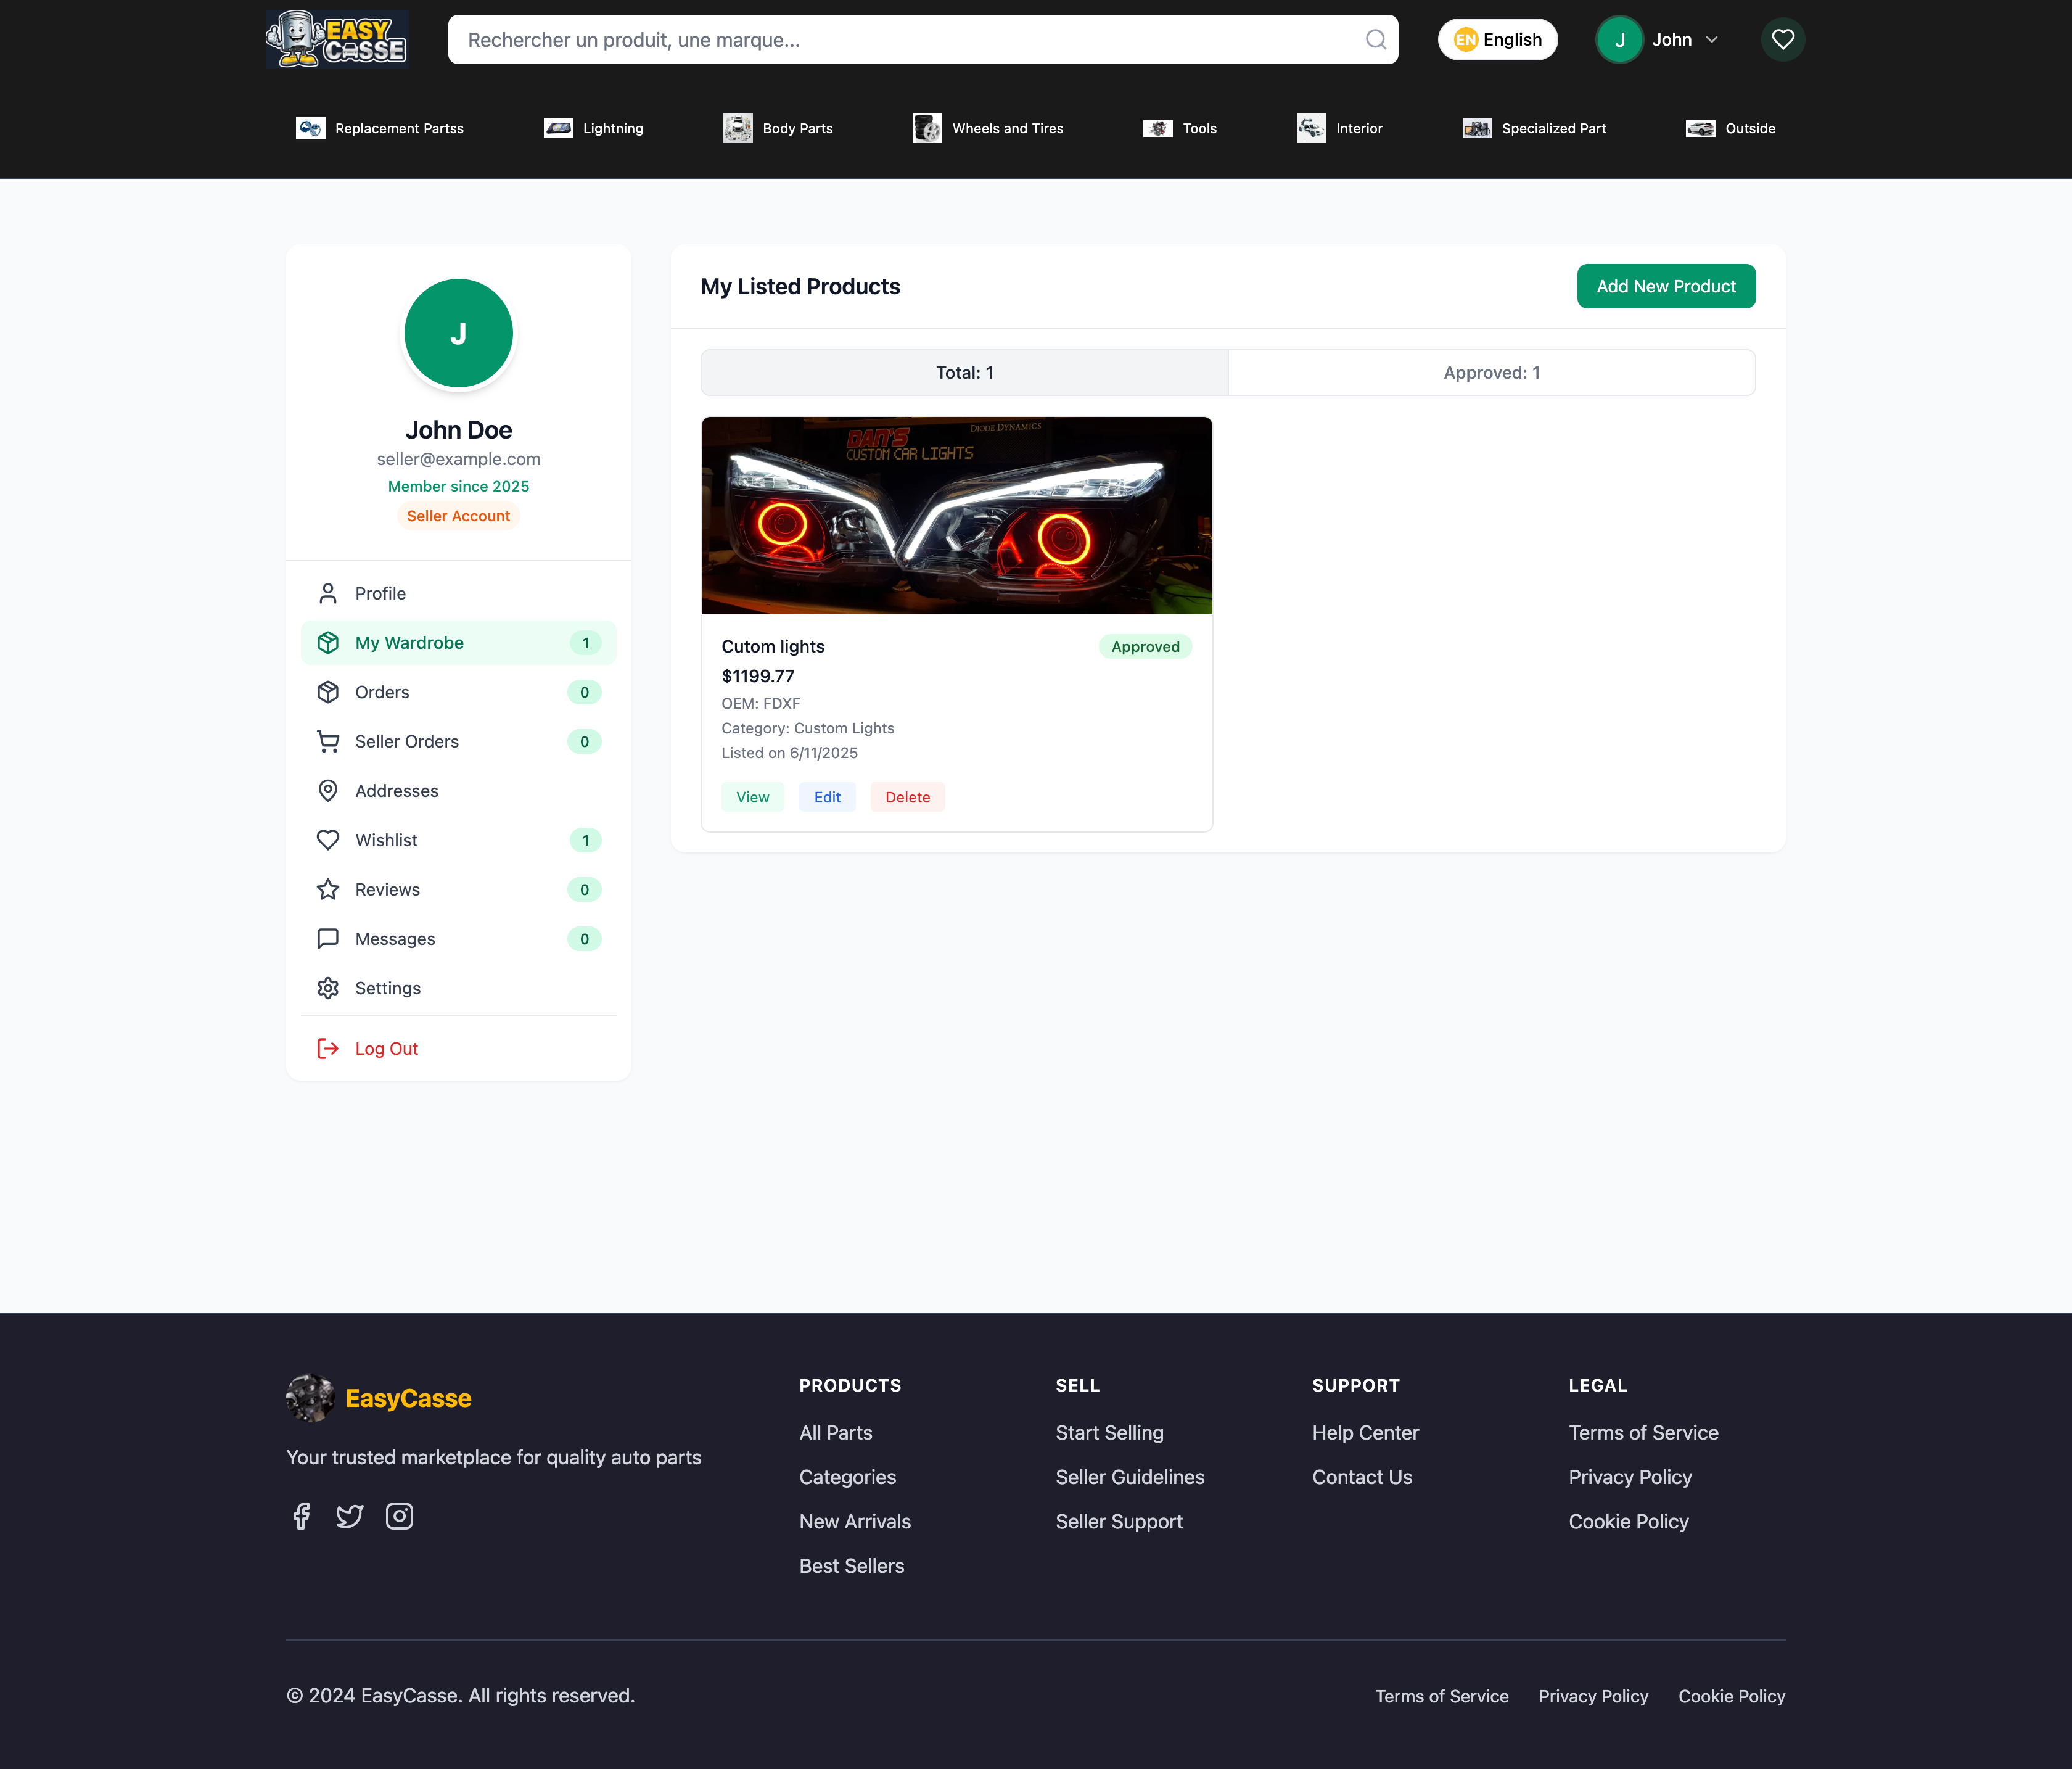 EASY
CASSE
Rechercher un produit, une marque...
EN English
J
John
Replacement Partss
Lightning
Body Parts
Wheels and Tires
Tools
Interior
Specialized Part
Outside
J
John Doe
seller@example.com
Member since 2025
Seller Account
Profile
My Wardrobe 1
Orders 0
Seller Orders 0
Addresses
Wishlist 1
Reviews 0
Messages 0
Settings
Log Out
My Listed Products
Add New Product
Total: 1
Approved: 1
DIODE DYNAMICS
DAN'S
CUSTOM CAR LIGHTS
Cutom lights
Approved
$1199.77
OEM: FDXF
Category: Custom Lights
Listed on 6/11/2025
View
Edit
Delete
EasyCasse
Your trusted marketplace for quality auto parts
PRODUCTS
All Parts
Categories
New Arrivals
Best Sellers
SELL
Start Selling
Seller Guidelines
Seller Support
SUPPORT
Help Center
Contact Us
LEGAL
Terms of Service
Privacy Policy
Cookie Policy
© 2024 EasyCasse. All rights reserved.
Terms of Service
Privacy Policy
Cookie Policy